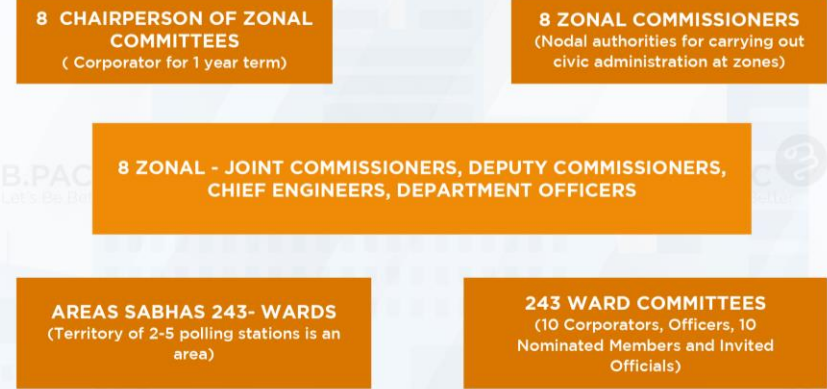 8 CHAIRPERSON OF ZONAL
COMMITTEES
( Corporator for 1 year term)
8 ZONAL COMMISSIONERS
(Nodal authorities for carrying out
civic administration at zones)
8 ZONAL - JOINT COMMISSIONERS, DEPUTY COMMISSIONERS,
CHIEF ENGINEERS, DEPARTMENT OFFICERS
B.PAC
Let's Be
AREAS SABHAS 243- WARDS
(Territory of 2-5 polling stations is an
area)
243 WARD COMMITTEES
(10 Corporators, Officers, 10
Nominated Members and Invited
Officials)